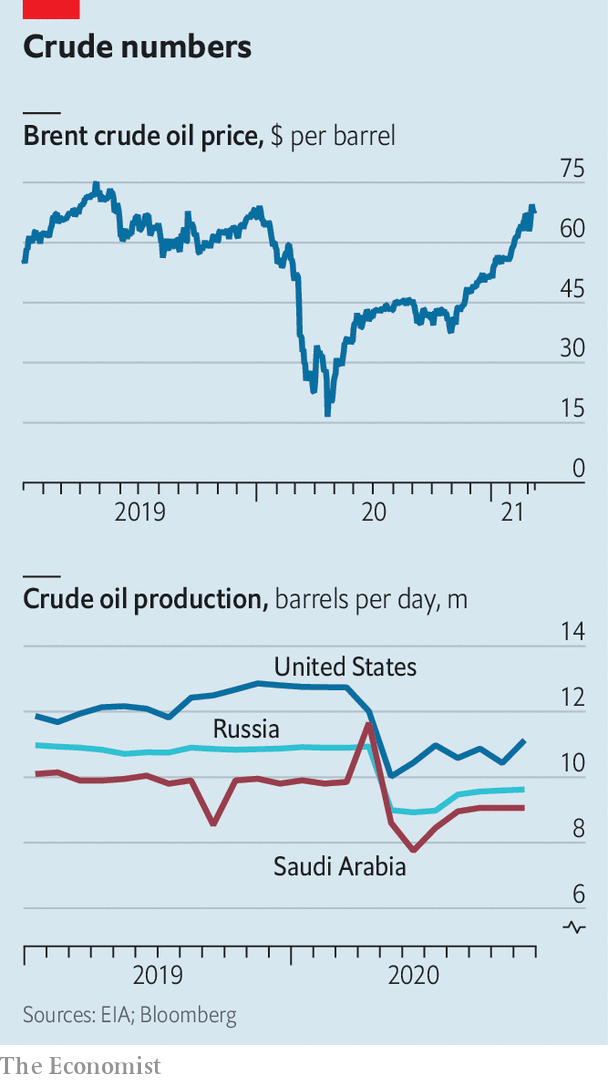 Crude numbers
Brent crude oil price, $ per barrel
75
60
45
30
15
0
2019 20 21
Crude oil production, barrels per day, m
14
United States
12
Russia
10
8
Saudi Arabia
6
2019 2020
Sources: EIA; Bloomberg
The Economist